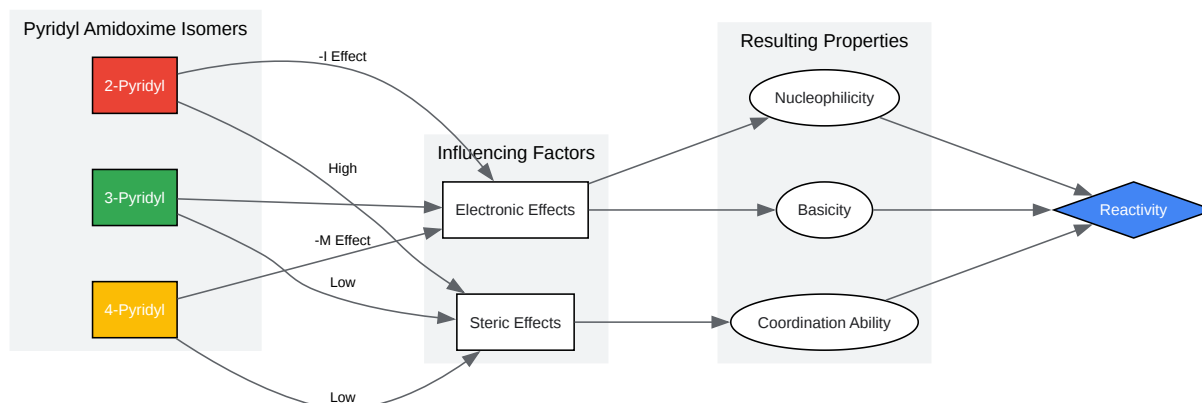 Pyridyl Amidoxime Isomers
2-Pyridyl
3-Pyridyl
4-Pyridyl
-I Effect
High
-M Effect
Low
Low
Influencing Factors
Electronic Effects
Steric Effects
Resulting Properties
Nucleophilicity
Basicity
Coordination Ability
Reactivity